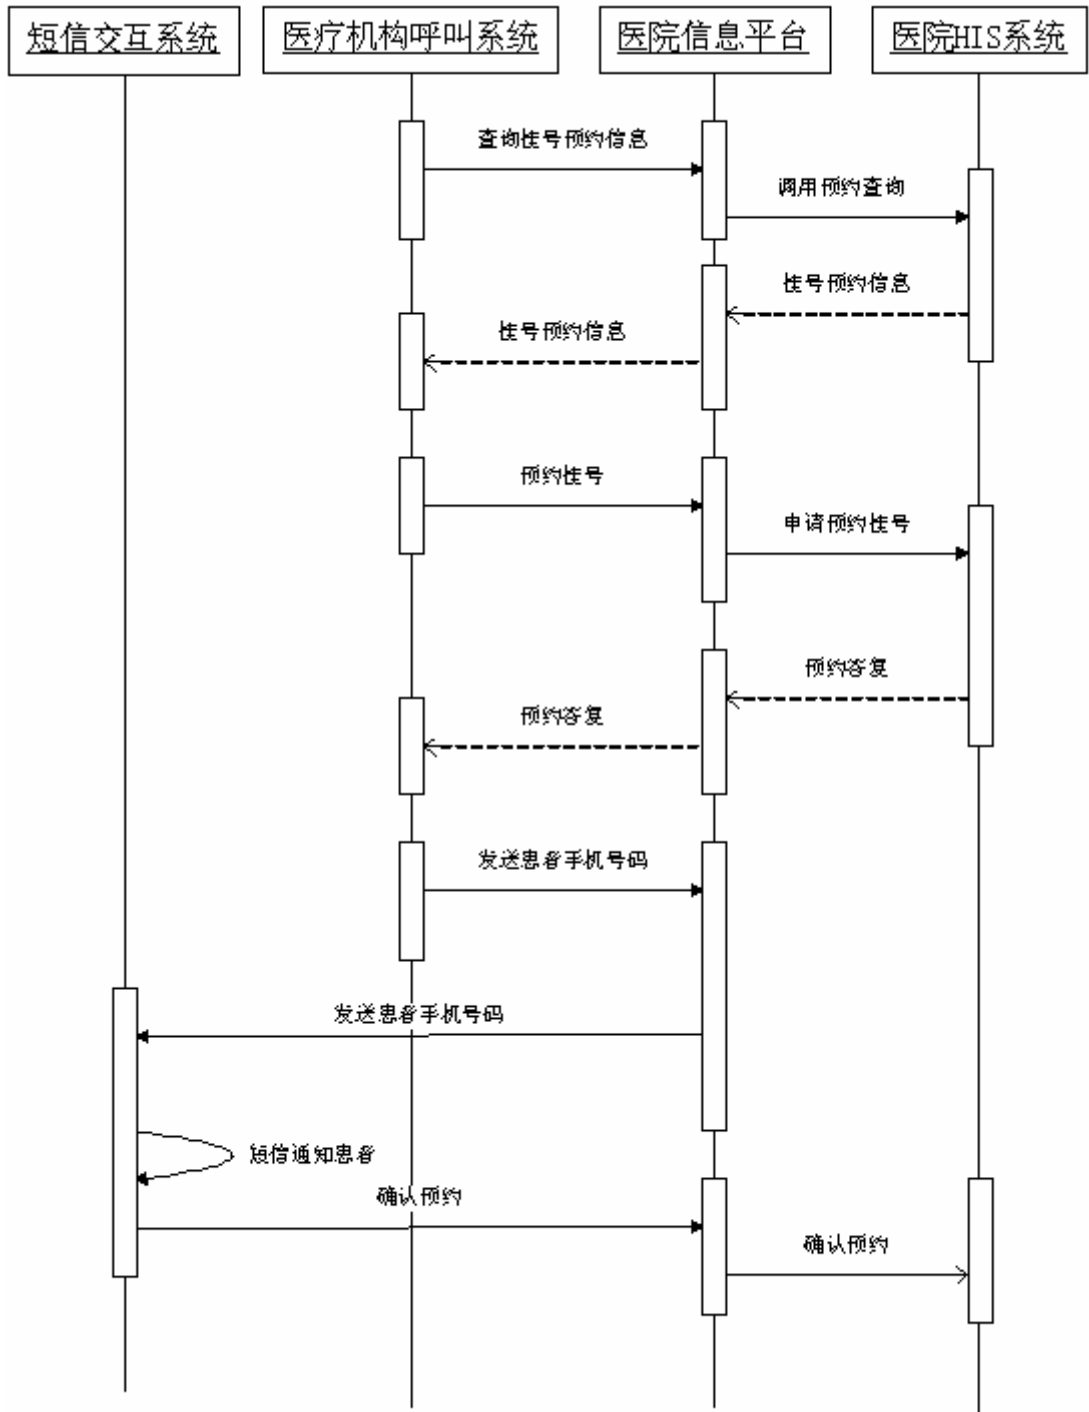 短信交互系统
医疗机构呼叫系统
医院信息平台
医院HIS系统
查询挂号预约信息
调用预约查询
挂号预约信息
挂号预约信息
预约挂号
申请预约挂号
预约答复
预约答复
发送患者手机号码
发送患者手机号码
短信通知患者
确认预约
确认预约